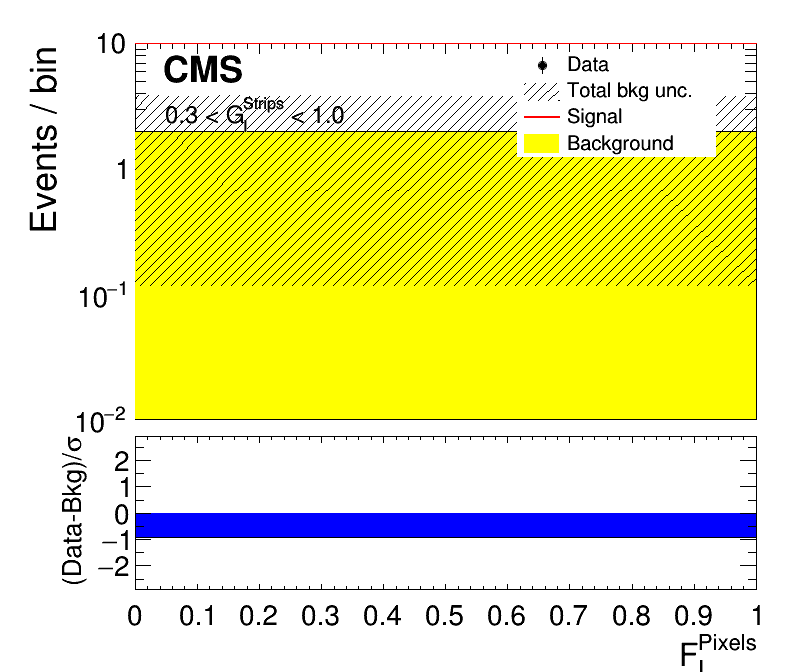 CMS
0.3 < G_I^Strips < 1.0
Data
Total bkg unc.
Signal
Background
Events / bin
10
1
10⁻¹
10⁻²
(Data-Bkg)/σ
2
1
0
−1
−2
0 0.1 0.2 0.3 0.4 0.5 0.6 0.7 0.8 0.9 1
F_I^Pixels